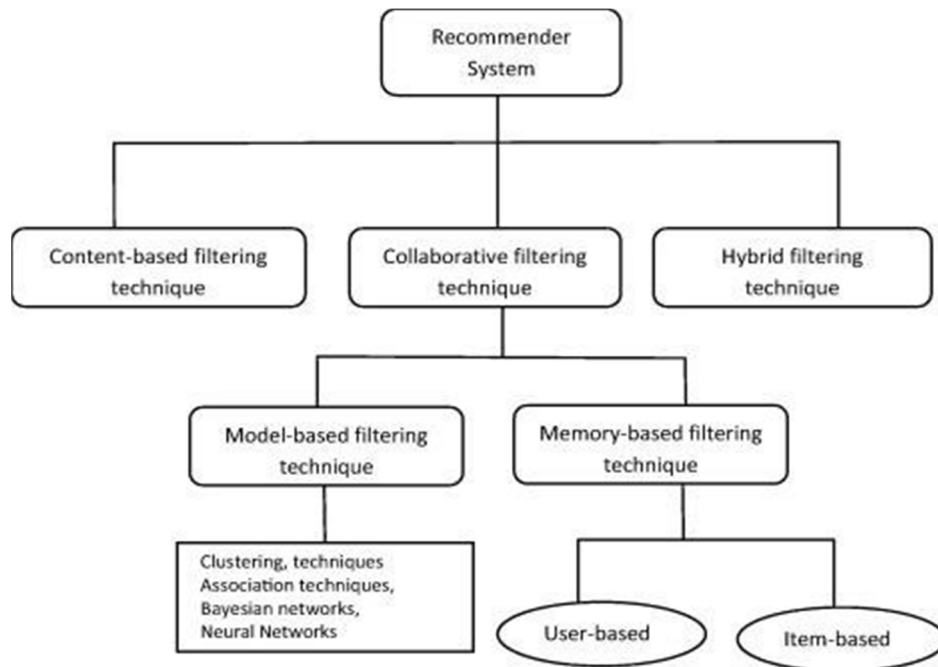 Recommender
System
Content-based filtering
technique
Collaborative filtering
technique
Hybrid filtering
technique
Model-based filtering
technique
Memory-based filtering
technique
Clustering, techniques
Association techniques,
Bayesian networks,
Neural Networks
User-based
Item-based